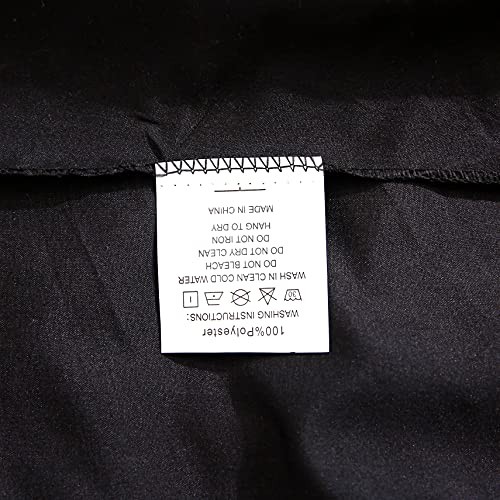 100%Polyester
WASHING INSTRUCTIONS:
WASH IN CLEAN COLD WATER
DO NOT BLEACH
DO NOT DRY CLEAN
DO NOT IRON
HANG TO DRY
MADE IN CHINA